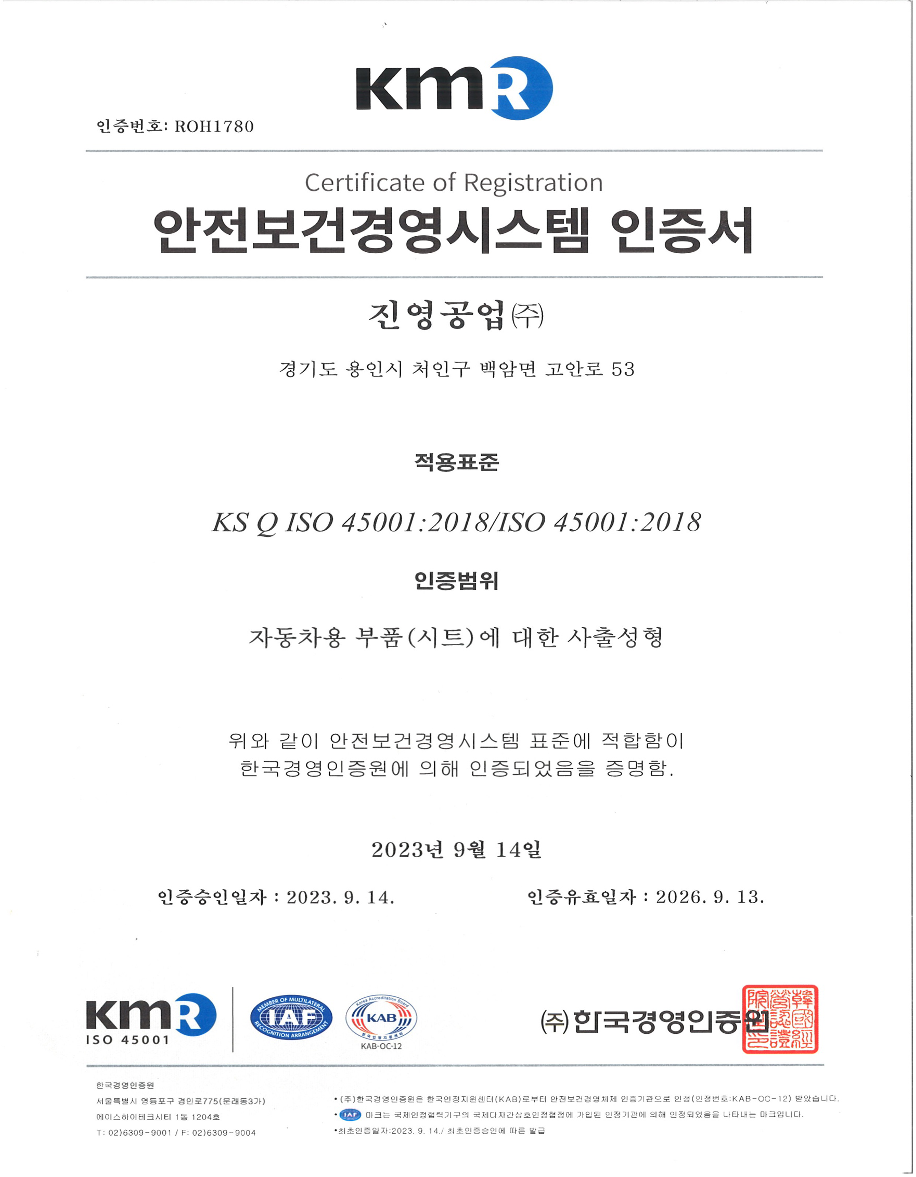 KMR
인증번호: ROH1780
Certificate of Registration
안전보건경영시스템 인증서
진영공업㈜
경기도 용인시 처인구 백암면 고안로 53
적용표준
KS Q ISO 45001:2018/ISO 45001:2018
인증범위
자동차용 부품(시트)에 대한 사출성형
위와 같이 안전보건경영시스템 표준에 적합함이
한국경영인증원에 의해 인증되었음을 증명함.
2023년 9월 14일
인증승인일자 : 2023. 9. 14.
인증유효일자 : 2026. 9. 13.
KMR
ISO 45001
MEMBER OF MULTILATERAL
IAF
RECOGNITION ARRANGEMENT
Korea Accreditation Board
KAB
KAB-OC-12
㈜한국경영인증원
한국경영인증원
서울특별시 영등포구 경인로775(문래동3가)
에이스하이테크시티 1동 1204호
T: 02)6309-9001 / F: 02)6309-9004
•(주)한국경영인증원은 한국인정지원센터(KAB)로부터 안전보건경영체제 인증기관으로 인정(인정번호:KAB-OC-12) 받았습니다.
• IAF 마크는 국제인정협력기구의 국제다자간상호인정협정에 가입된 인정기관에 의해 인정되었음을 나타내는 마크입니다.
•최초인증일자:2023. 9. 14./ 최초인증승인에 따른 발급